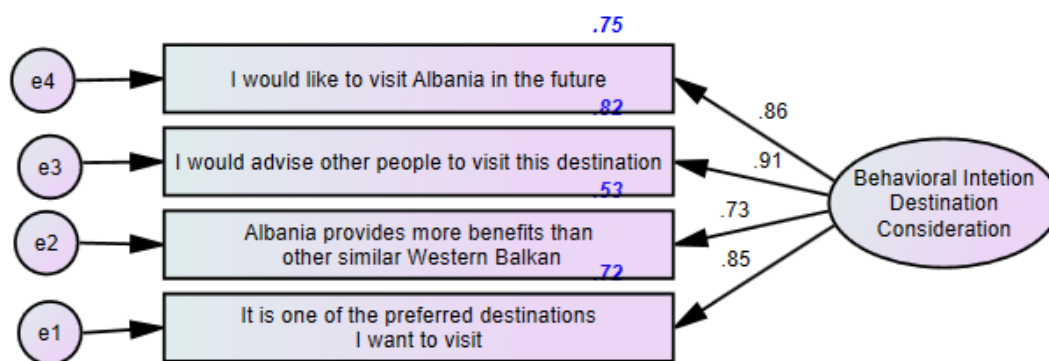 .75
e4
I would like to visit Albania in the future
.86
.82
e3
I would advise other people to visit this destination
.91
.53
e2
Albania provides more benefits than
other similar Western Balkan
.73
.72
e1
It is one of the preferred destinations
I want to visit
.85
Behavioral Intetion
Destination
Consideration